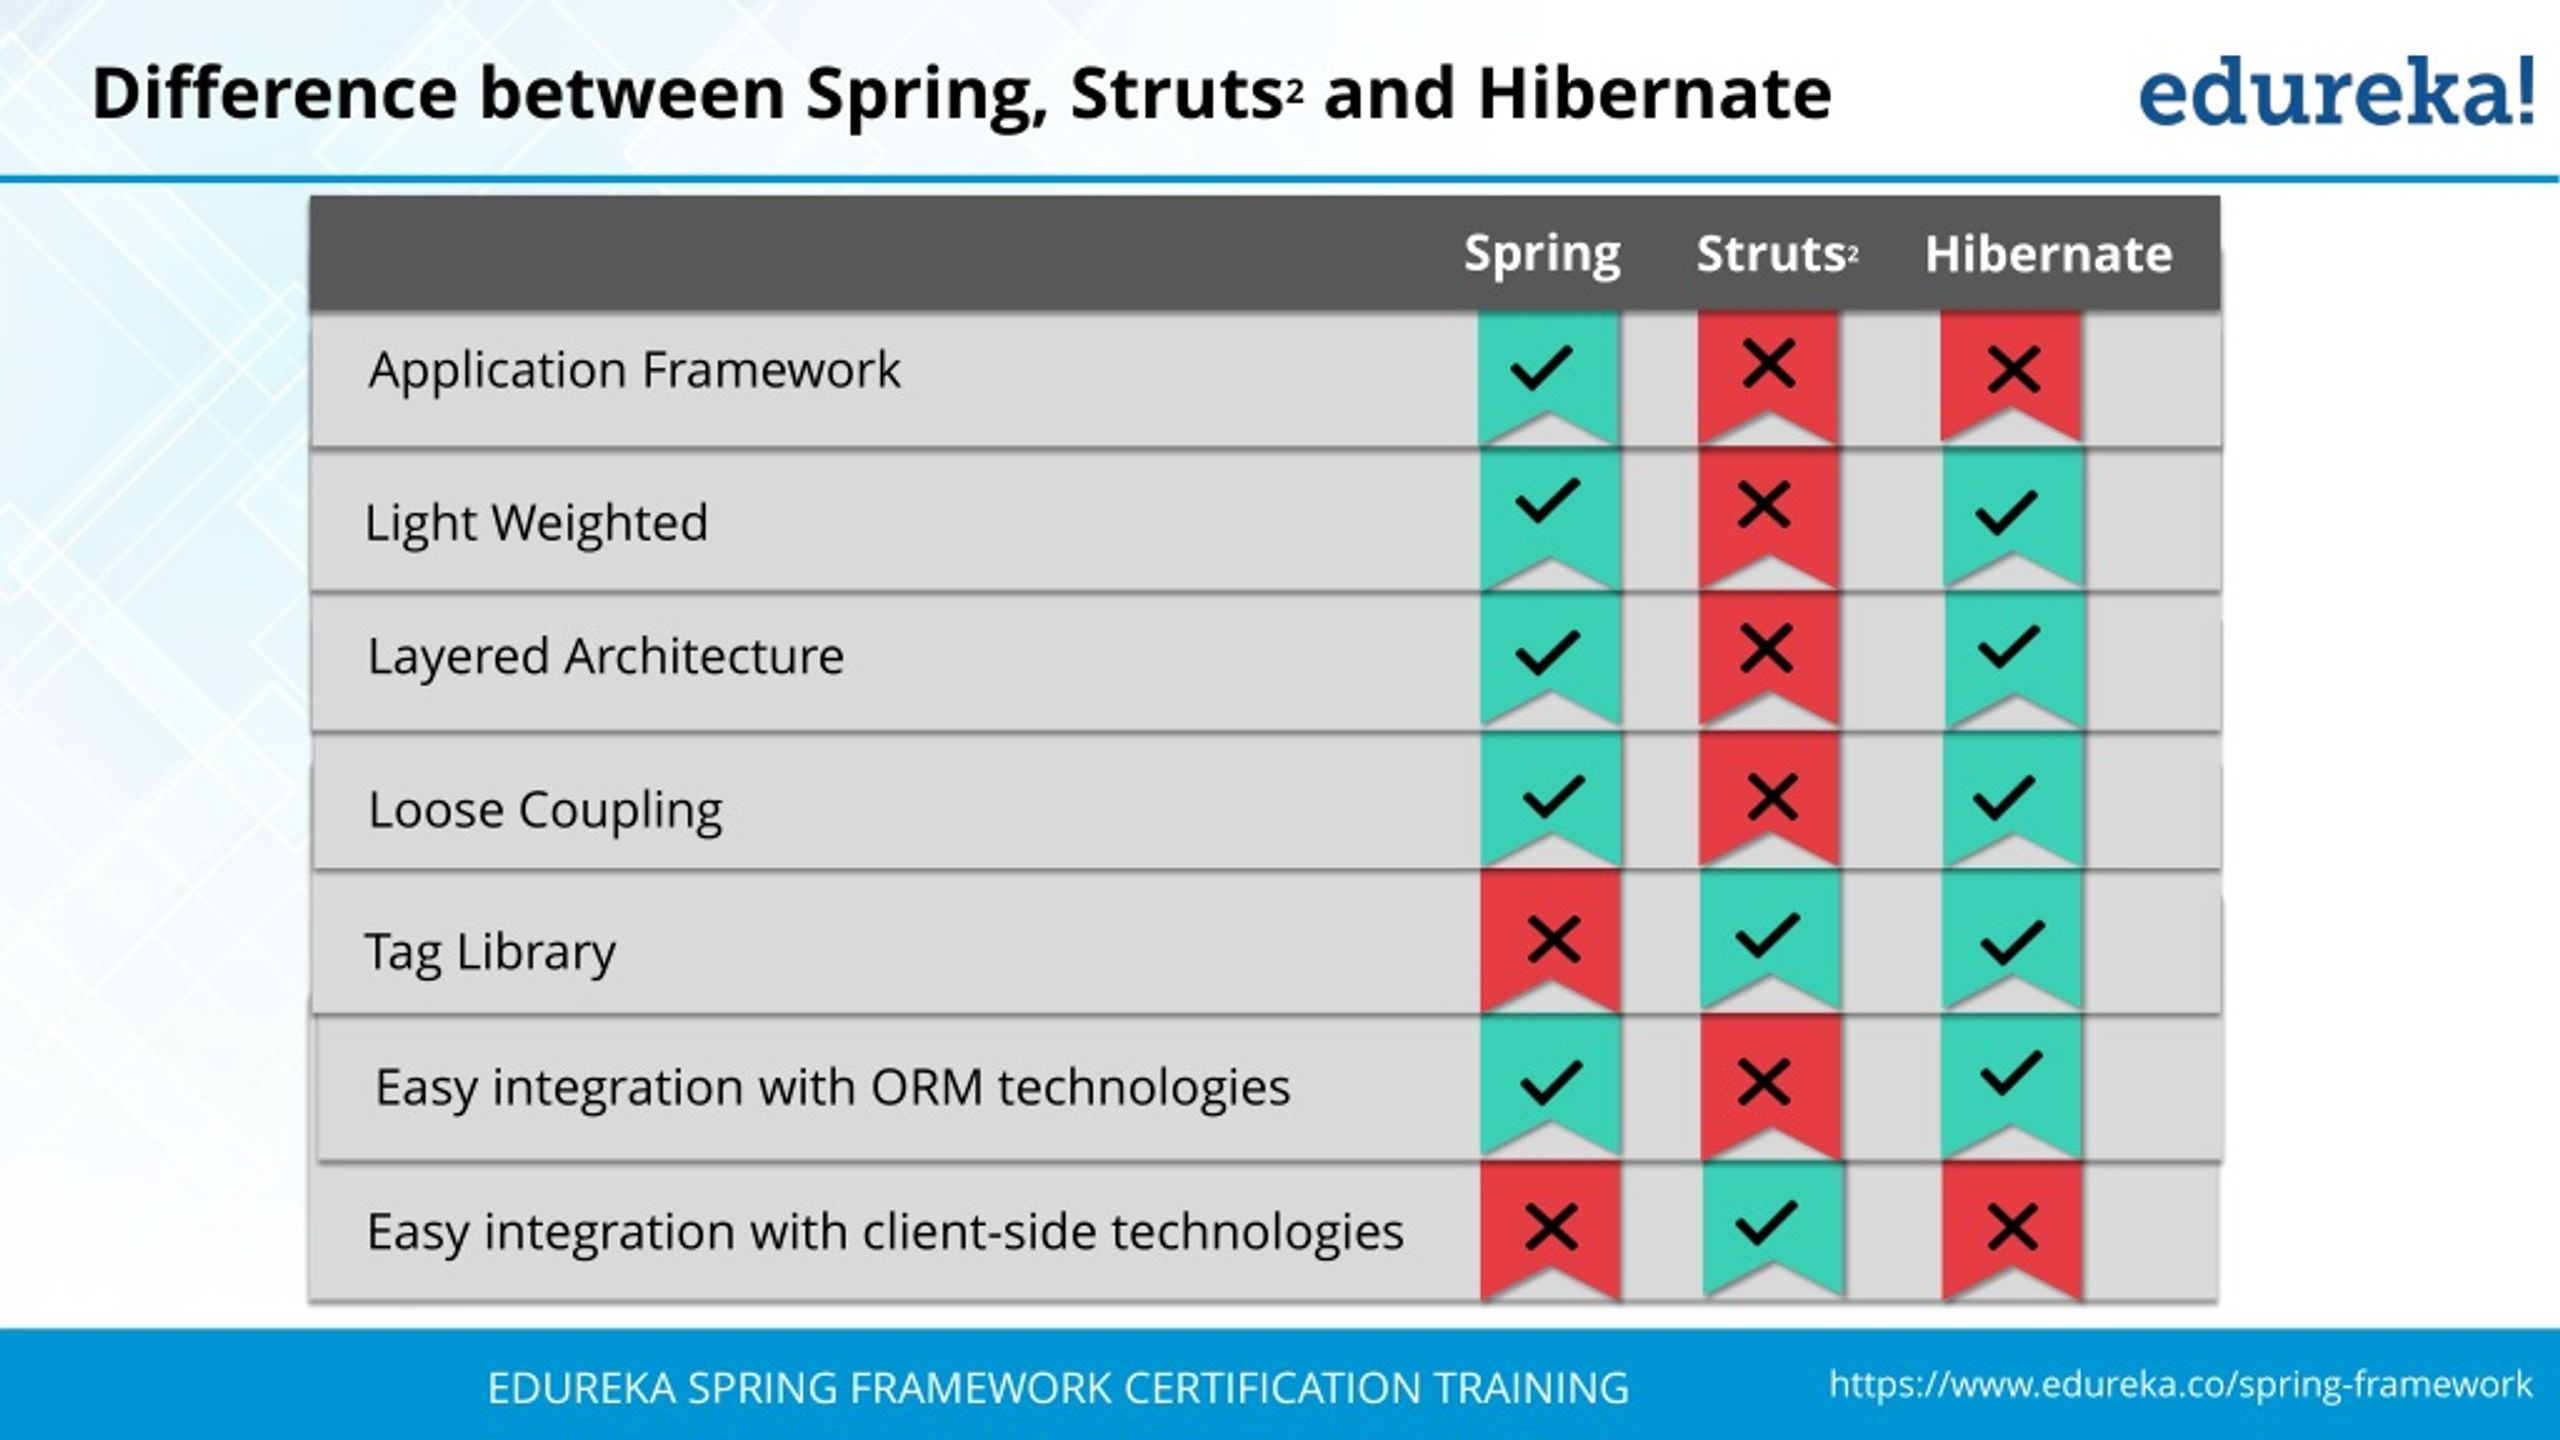 Difference between Spring, Struts² and Hibernate
edureka!
Spring Struts² Hibernate
Application Framework
Light Weighted
Layered Architecture
Loose Coupling
Tag Library
Easy integration with ORM technologies
Easy integration with client-side technologies
EDUREKA SPRING FRAMEWORK CERTIFICATION TRAINING
https://www.edureka.co/spring-framework